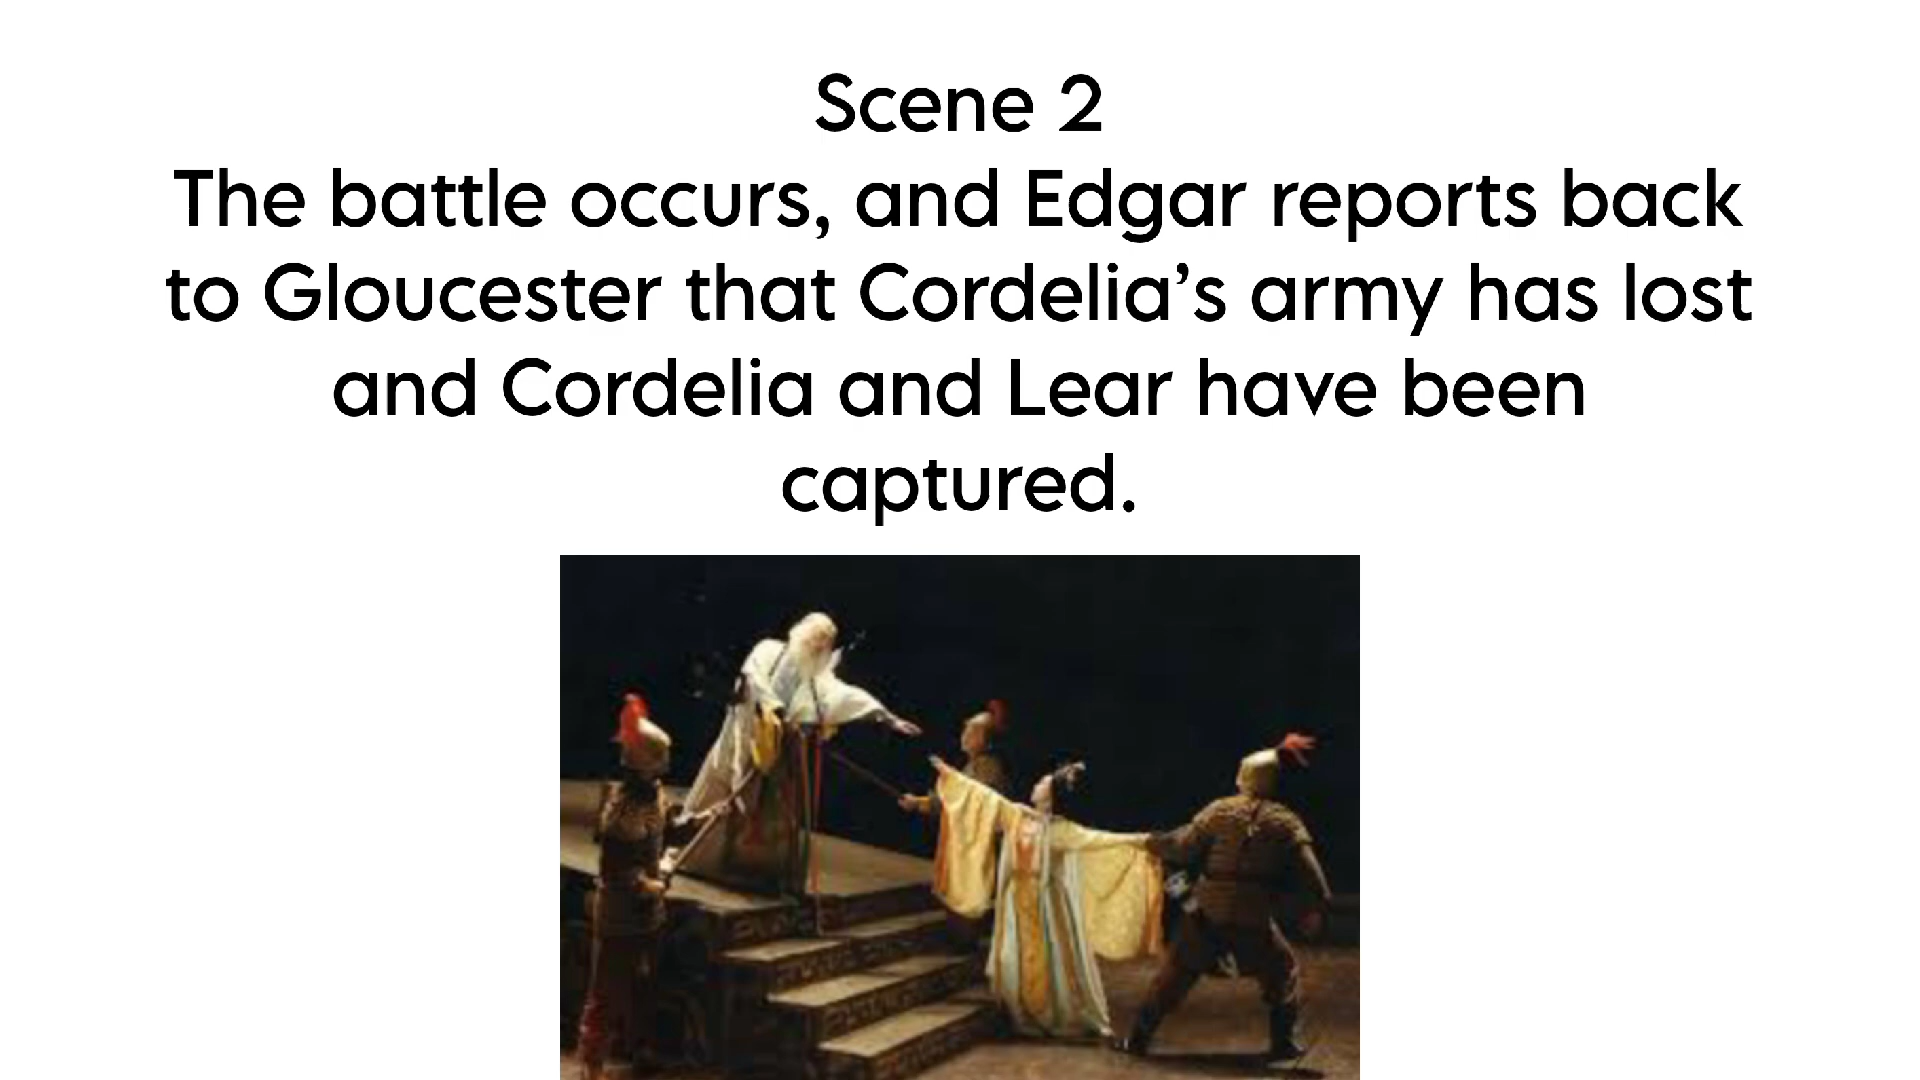 Scene 2
The battle occurs, and Edgar reports back
to Gloucester that Cordelia’s army has lost
and Cordelia and Lear have been
captured.